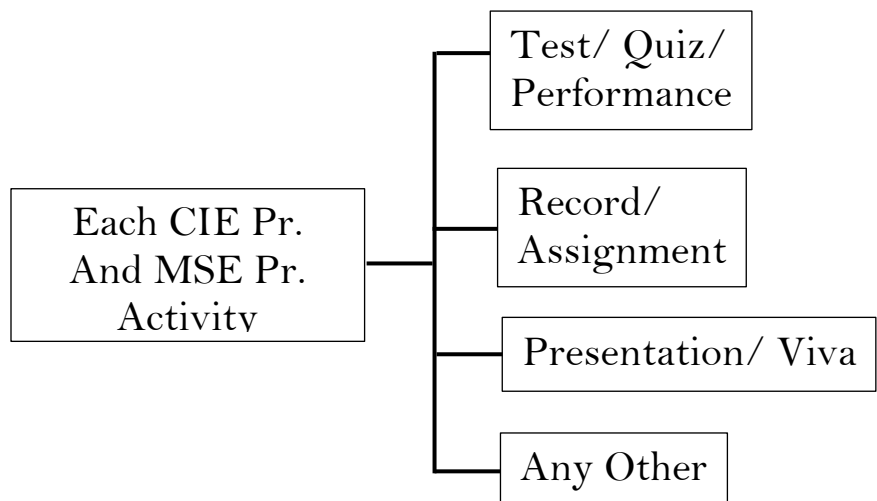 Each CIE Pr.
And MSE Pr.
Activity
Test/ Quiz/
Performance
Record/
Assignment
Presentation/ Viva
Any Other